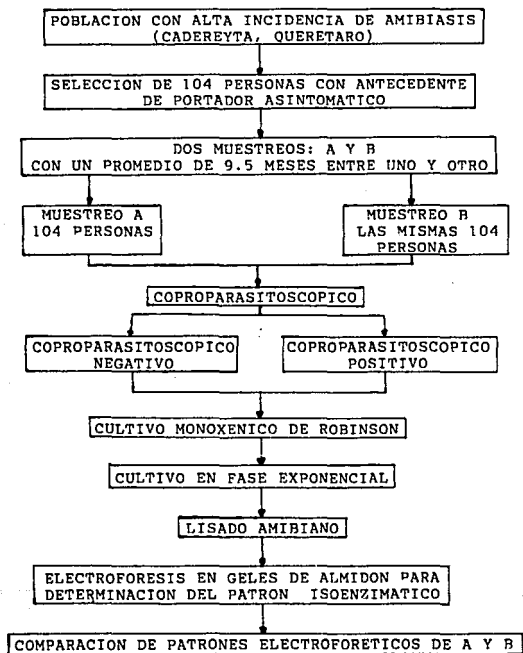 POBLACION CON ALTA INCIDENCIA DE AMIBIASIS
(CADEREYTA, QUERETARO)
SELECCION DE 104 PERSONAS CON ANTECEDENTE
DE PORTADOR ASINTOMATICO
DOS MUESTREOS: A Y B
CON UN PROMEDIO DE 9.5 MESES ENTRE UNO Y OTRO
MUESTREO A
104 PERSONAS
MUESTREO B
LAS MISMAS 104
PERSONAS
COPROPARASITOSCOPICO
COPROPARASITOSCOPICO
NEGATIVO
COPROPARASITOSCOPICO
POSITIVO
CULTIVO MONOXENICO DE ROBINSON
CULTIVO EN FASE EXPONENCIAL
LISADO AMIBIANO
ELECTROFORESIS EN GELES DE ALMIDON PARA
DETERMINACION DEL PATRON ISOENZIMATICO
COMPARACION DE PATRONES ELECTROFORETICOS DE A Y B